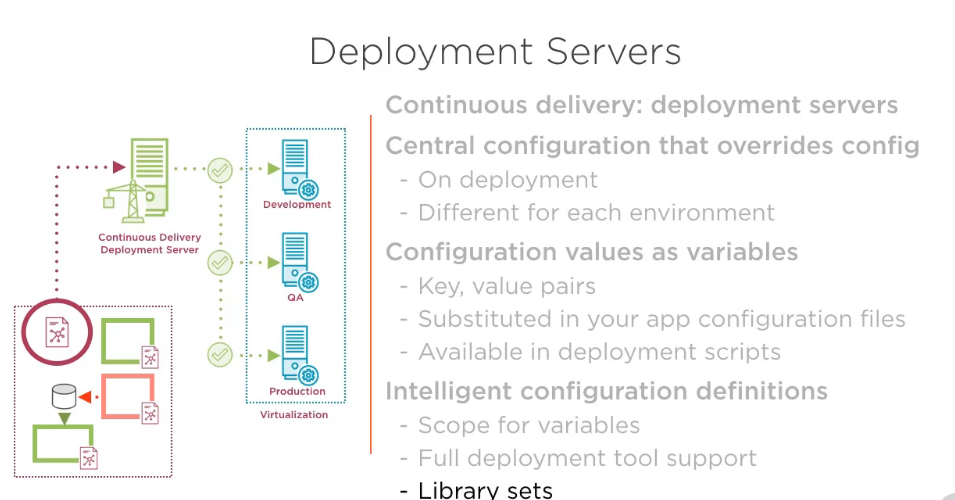 Deployment Servers
Continuous delivery: deployment servers
Central configuration that overrides config
- On deployment
- Different for each environment
Configuration values as variables
- Key, value pairs
- Substituted in your app configuration files
- Available in deployment scripts
Intelligent configuration definitions
- Scope for variables
- Full deployment tool support
- Library sets
Continuous Delivery
Deployment Server
Development
QA
Production
Virtualization